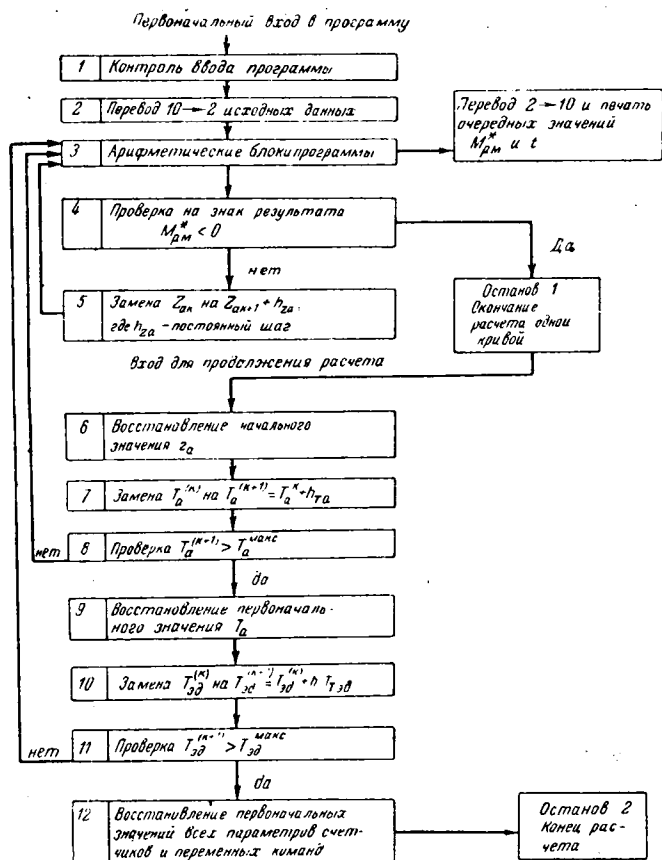 Первоначальный вход в программу
1 Контроль ввода программы
2 Перевод 10→2 исходных данных
3 Арифметические блоки программы
Перевод 2→10 и печать
очередных значений
M*рм и t
4 Проверка на знак результата
M*рм < 0
Да
нет
5 Замена Zак на Zак+1 + hza,
где hza - постоянный шаг
Останов 1
Окончание
расчета одной
кривой
Вход для продолжения расчета
6 Восстановление начального
значения za
7 Замена Tа(к) на Tа(к+1) = Tак + hTа
нет
8 Проверка Tа(к+1) > Tамакс
да
9 Восстановление первоначаль-
ного значения Tа
10 Замена Tэд(к) на Tэд(к+1) = Tэд(к) + h Tтэд
нет
11 Проверка Tэд(к+1) > Tэдмакс
да
12 Восстановление первоначальных
значений всех параметров счет-
чиков и переменных команд
Останов 2
Конец рас-
чета